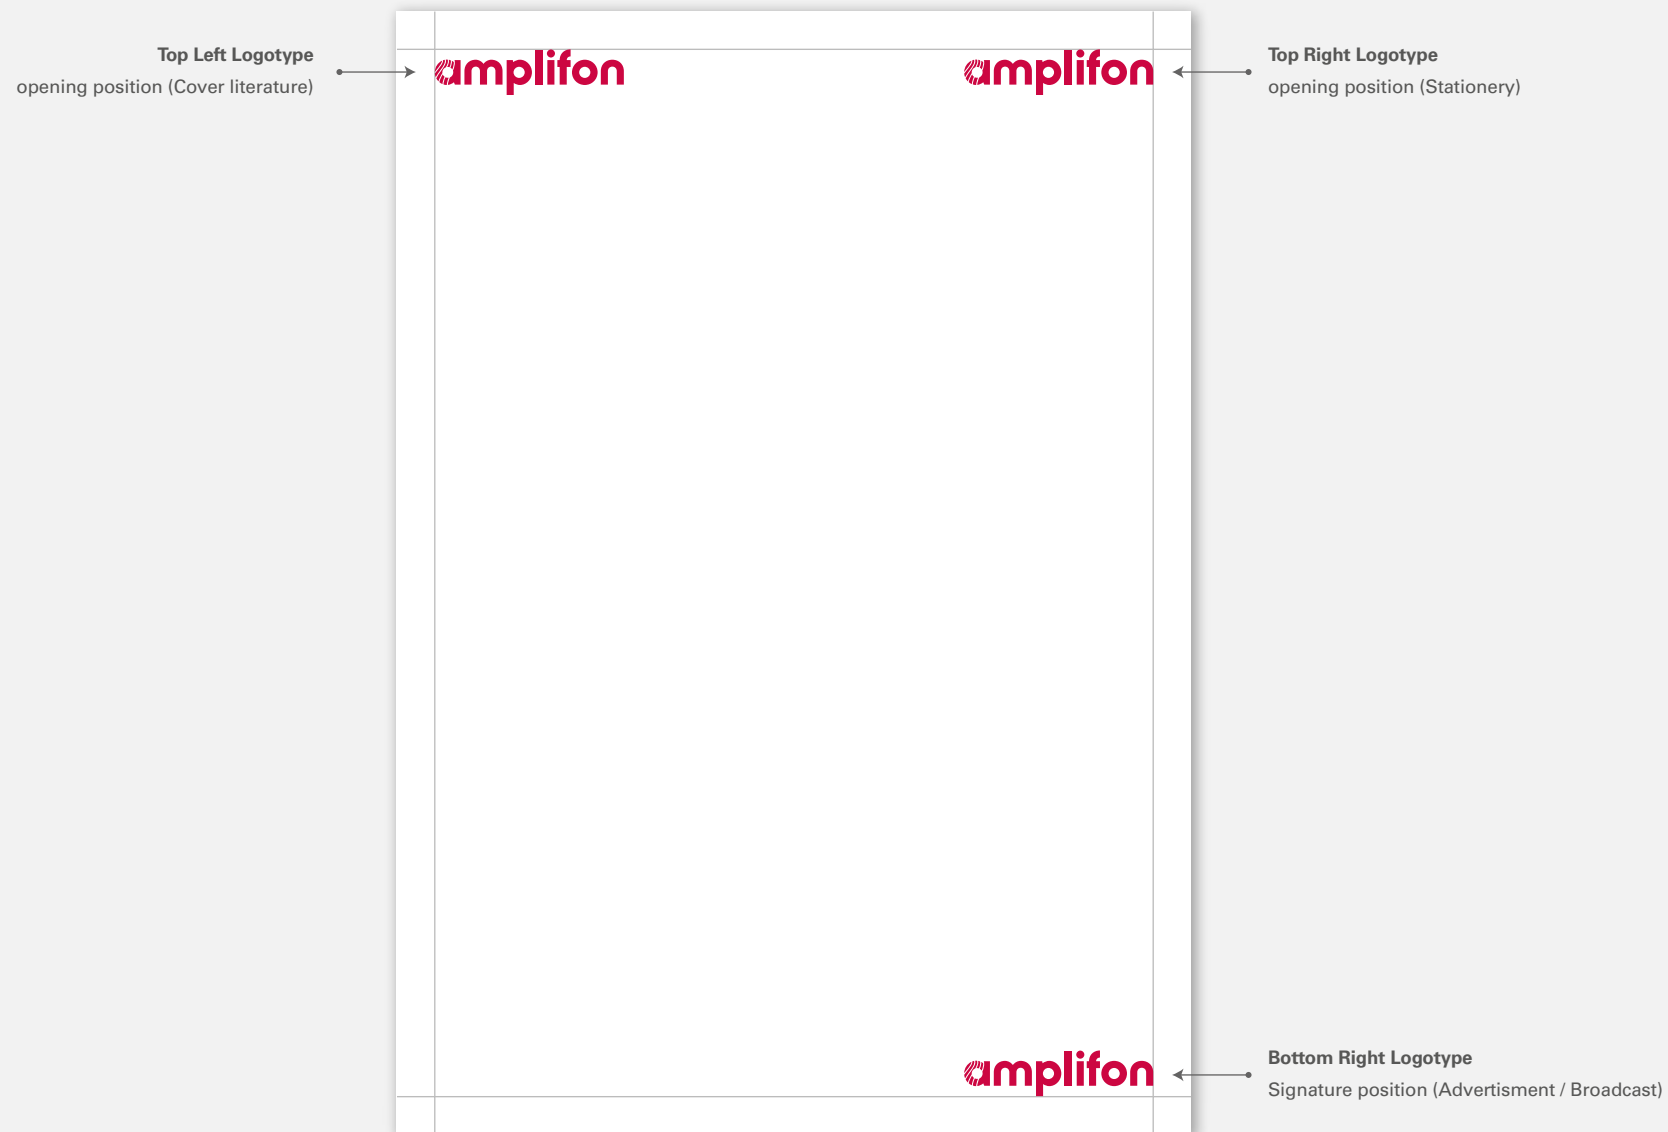 Top Left Logotype
opening position (Cover literature)
amplifon
amplifon
Top Right Logotype
opening position (Stationery)
amplifon
Bottom Right Logotype
Signature position (Advertisment / Broadcast)